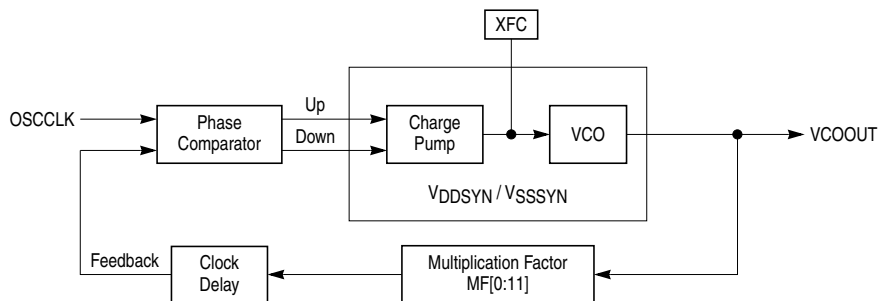 XFC
OSCCLK
Phase
Comparator
Up
Down
Charge
Pump
VCO
VCOOUT
VDDSYN / VSSSYN
Feedback
Clock
Delay
Multiplication Factor
MF[0:11]